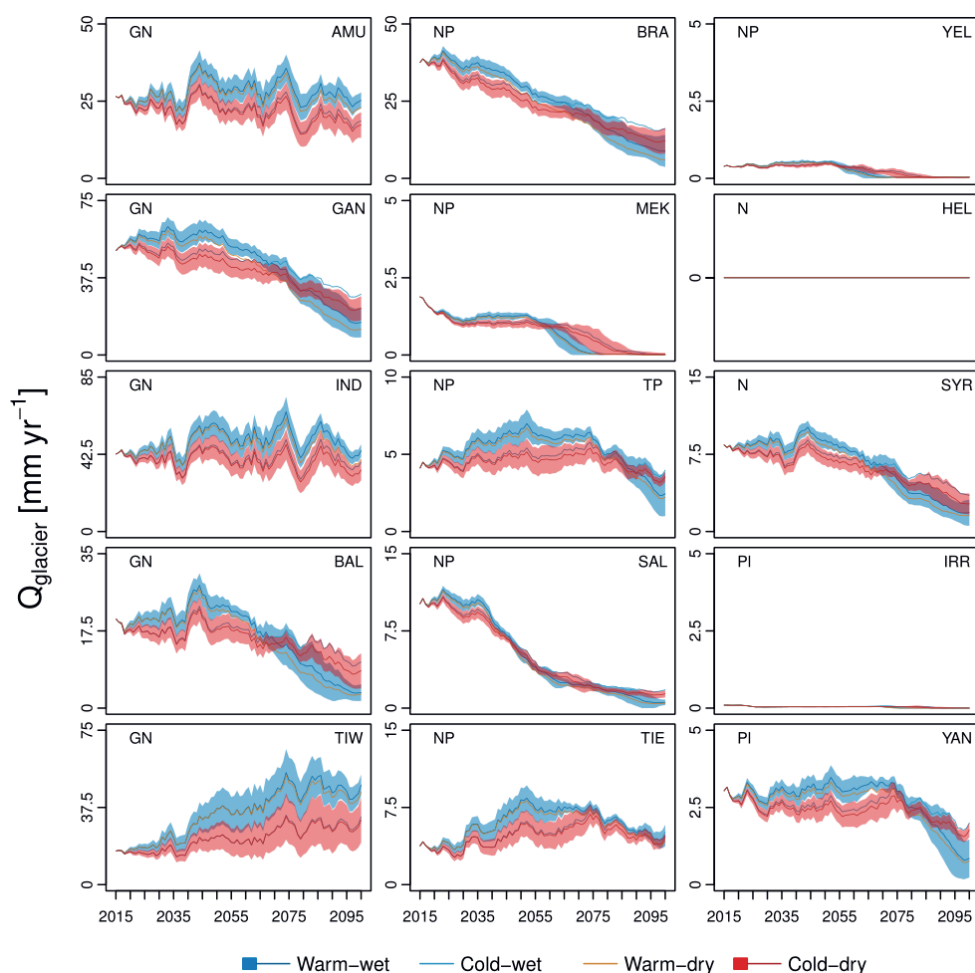 GN AMU NP BRA NP YEL
50 25 0
50 25 0
5 2.5 0
GN GAN NP MEK N HEL
75 37.5 0
5 2.5 0
0
GN IND NP TP N SYR
85 42.5 0
10 5 0
15 7.5 0
GN BAL NP SAL PI IRR
35 17.5 0
15 7.5 0
5 2.5 0
GN TIW NP TIE PI YAN
75 37.5 0
15 7.5 0
5 2.5 0
Qglacier [mm yr−1]
2015 2035 2055 2075 2095 2015 2035 2055 2075 2095 2015 2035 2055 2075 2095
Warm−wet Cold−wet Warm−dry Cold−dry